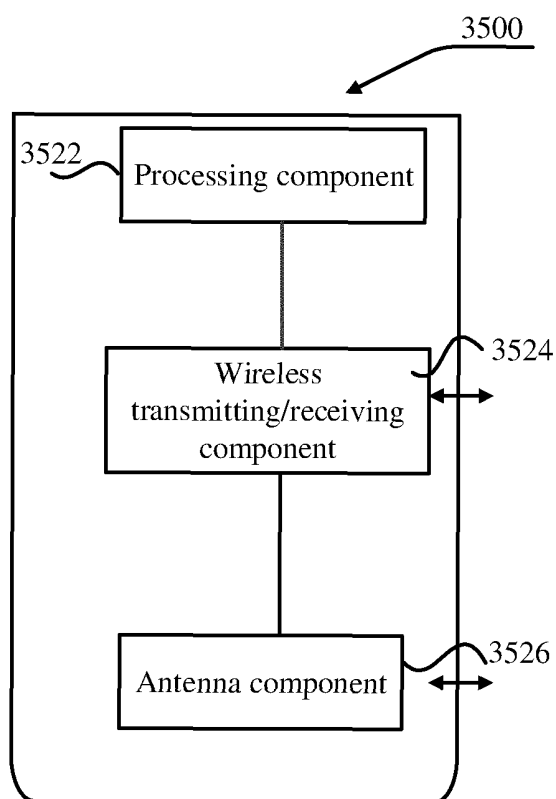 3500
3522
Processing component
3524
Wireless
transmitting/receiving
component
3526
Antenna component